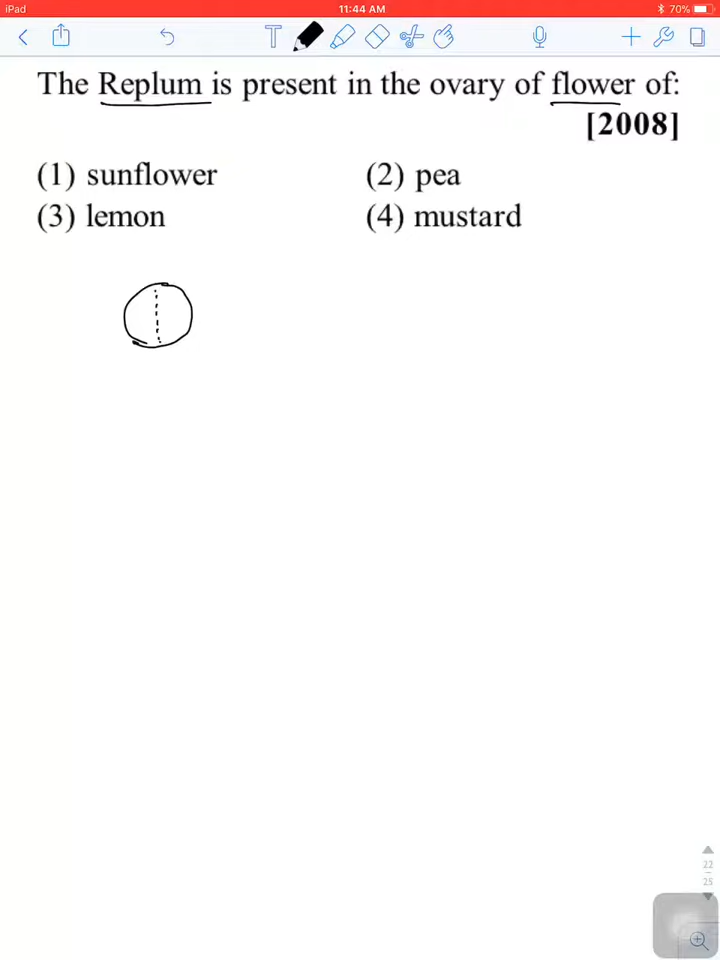 iPad 11:44 AM 70%
T
The Replum is present in the ovary of flower of:
[2008]
(1) sunflower (2) pea
(3) lemon (4) mustard
22
25